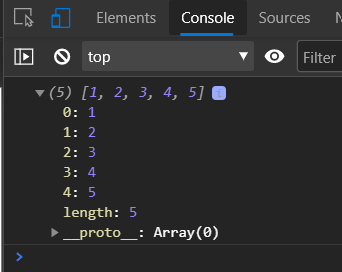 Elements Console Sources
top Filter
(5) [1, 2, 3, 4, 5] i
0: 1
1: 2
2: 3
3: 4
4: 5
length: 5
__proto__: Array(0)